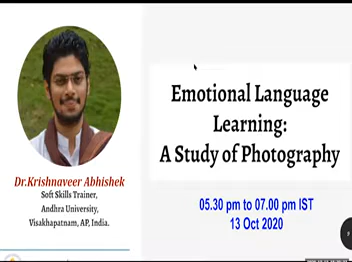 Dr.Krishnaveer Abhishek
Soft Skills Trainer,
Andhra University,
Visakhapatnam, AP, India.
Emotional Language
Learning:
A Study of Photography
05.30 pm to 07.00 pm IST
13 Oct 2020